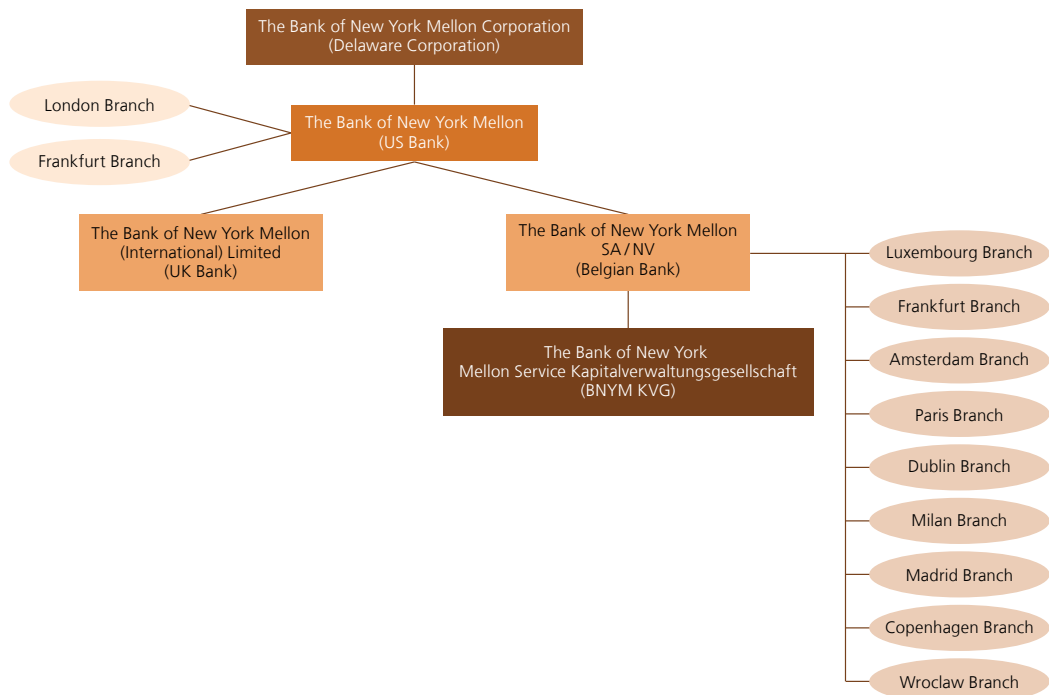 The Bank of New York Mellon Corporation
(Delaware Corporation)
London Branch
Frankfurt Branch
The Bank of New York Mellon
(US Bank)
The Bank of New York Mellon
(International) Limited
(UK Bank)
The Bank of New York Mellon
SA / NV
(Belgian Bank)
The Bank of New York
Mellon Service Kapitalverwaltungsgesellschaft
(BNYM KVG)
Luxembourg Branch
Frankfurt Branch
Amsterdam Branch
Paris Branch
Dublin Branch
Milan Branch
Madrid Branch
Copenhagen Branch
Wroclaw Branch